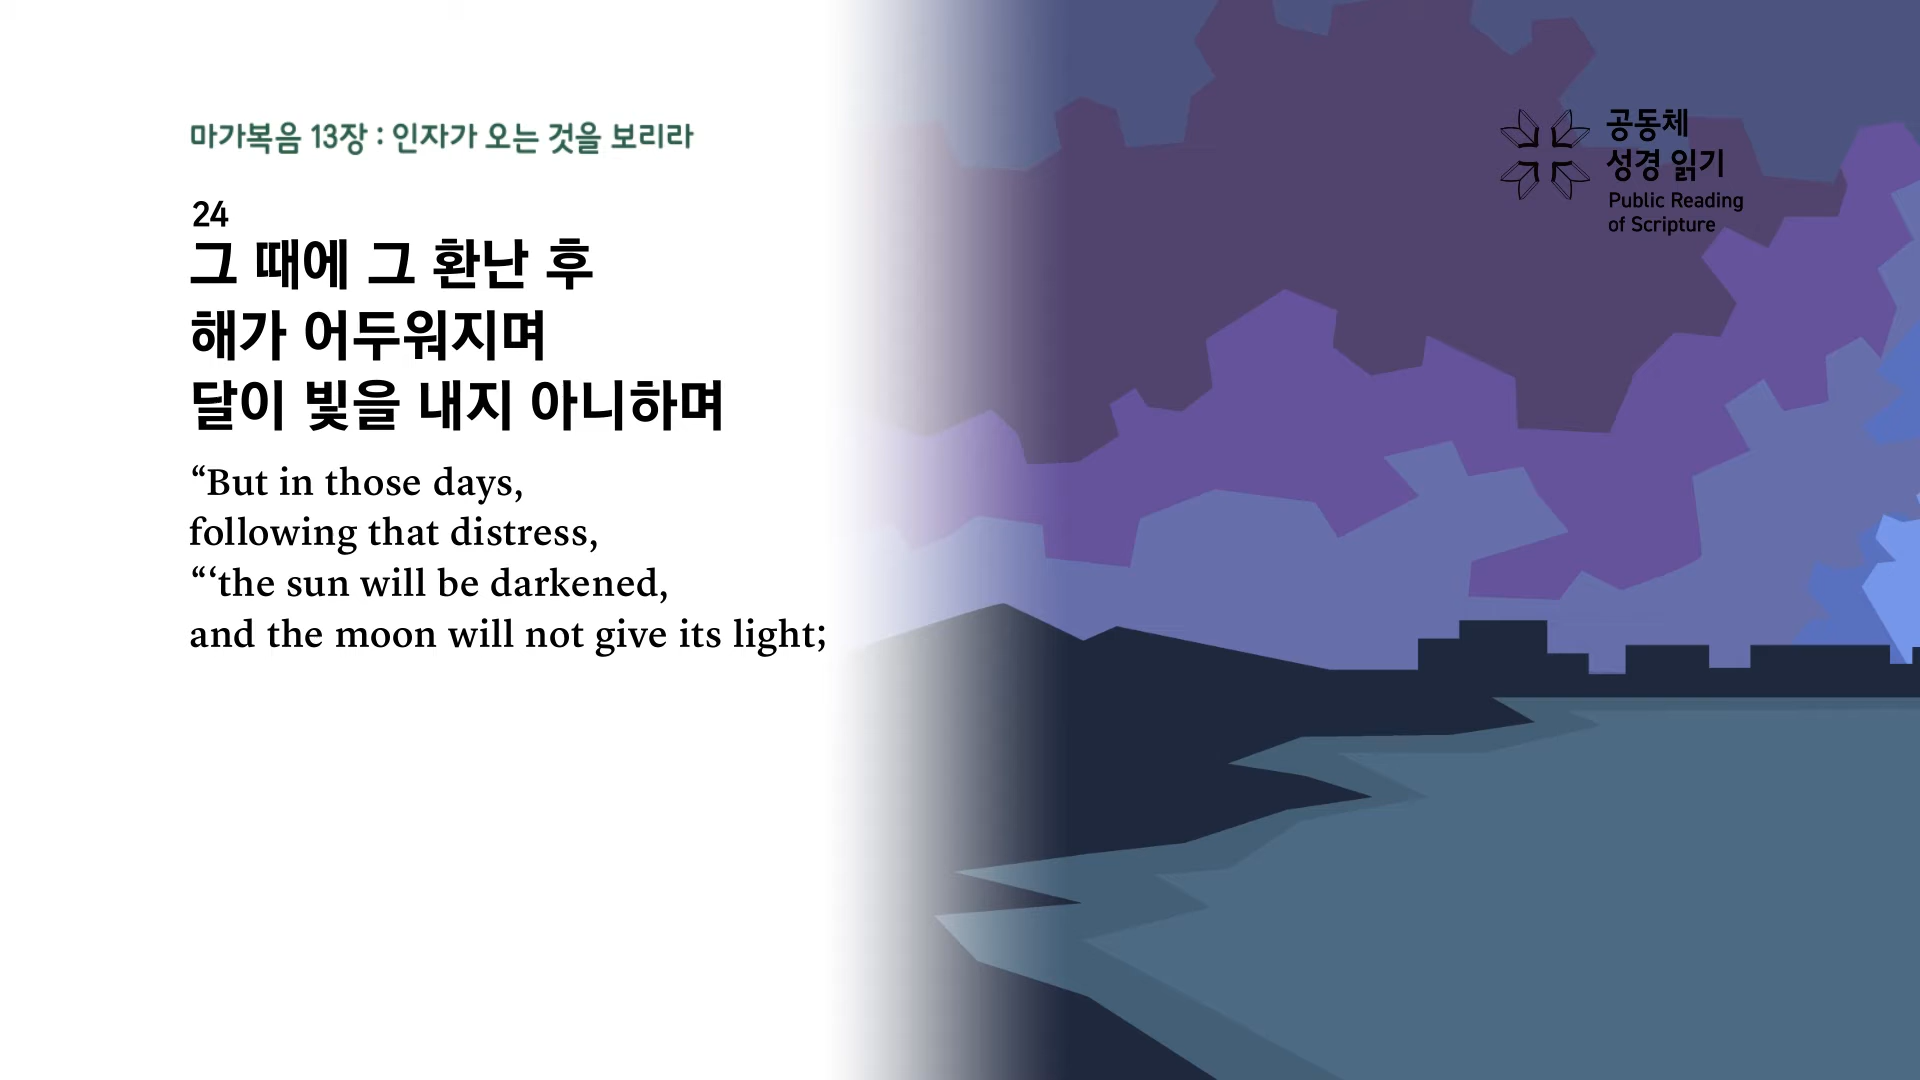 마가복음 13장 : 인자가 오는 것을 보리라
24
그 때에 그 환난 후
해가 어두워지며
달이 빛을 내지 아니하며
“But in those days,
following that distress,
“‘the sun will be darkened,
and the moon will not give its light;
공동체
성경 읽기
Public Reading
of Scripture